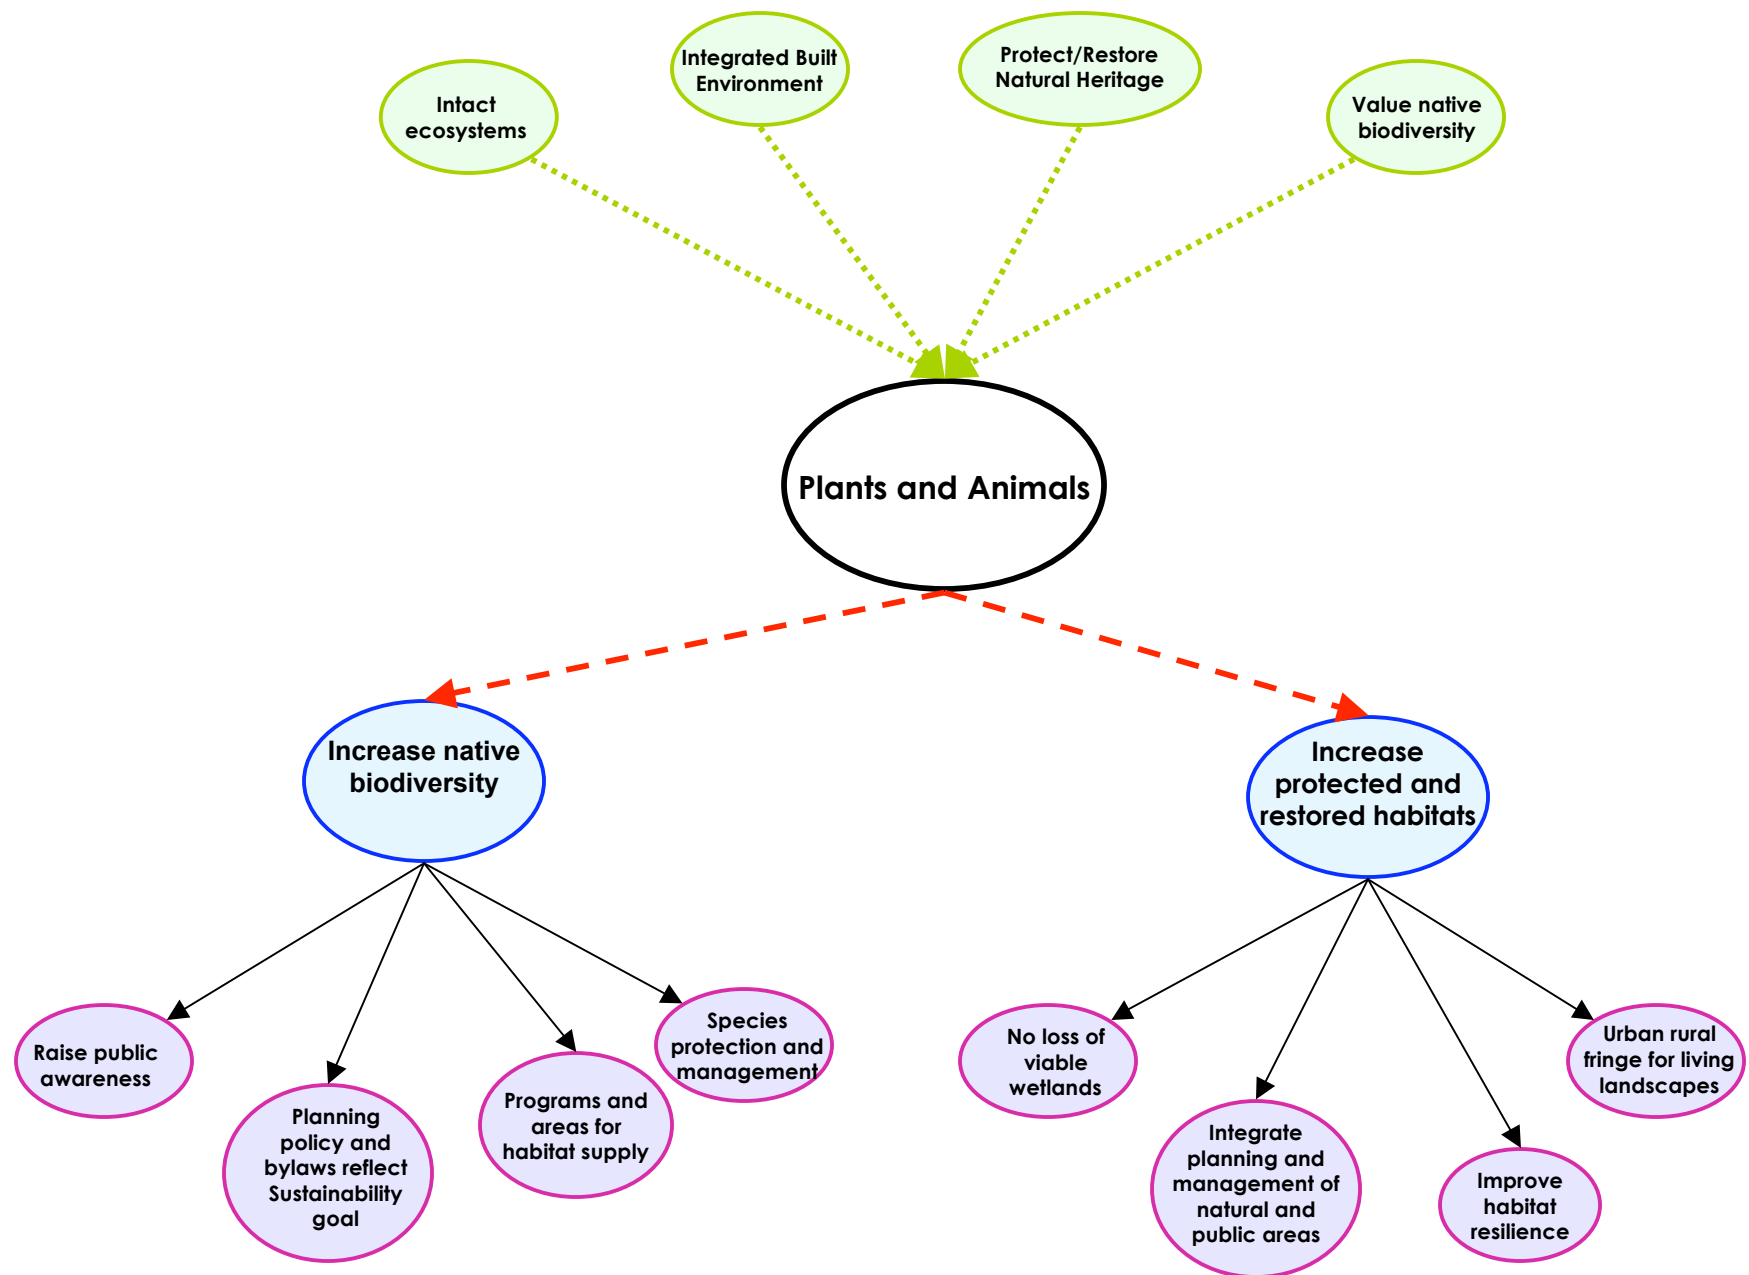 Intact
ecosystems
Integrated Built
Environment
Protect/Restore
Natural Heritage
Value native
biodiversity
Plants and Animals
Increase native
biodiversity
Increase
protected and
restored habitats
Raise public
awareness
Planning
policy and
bylaws reflect
Sustainability
goal
Programs and
areas for
habitat supply
Species
protection and
management
No loss of
viable
wetlands
Integrate
planning and
management of
natural and
public areas
Improve
habitat
resilience
Urban rural
fringe for living
landscapes